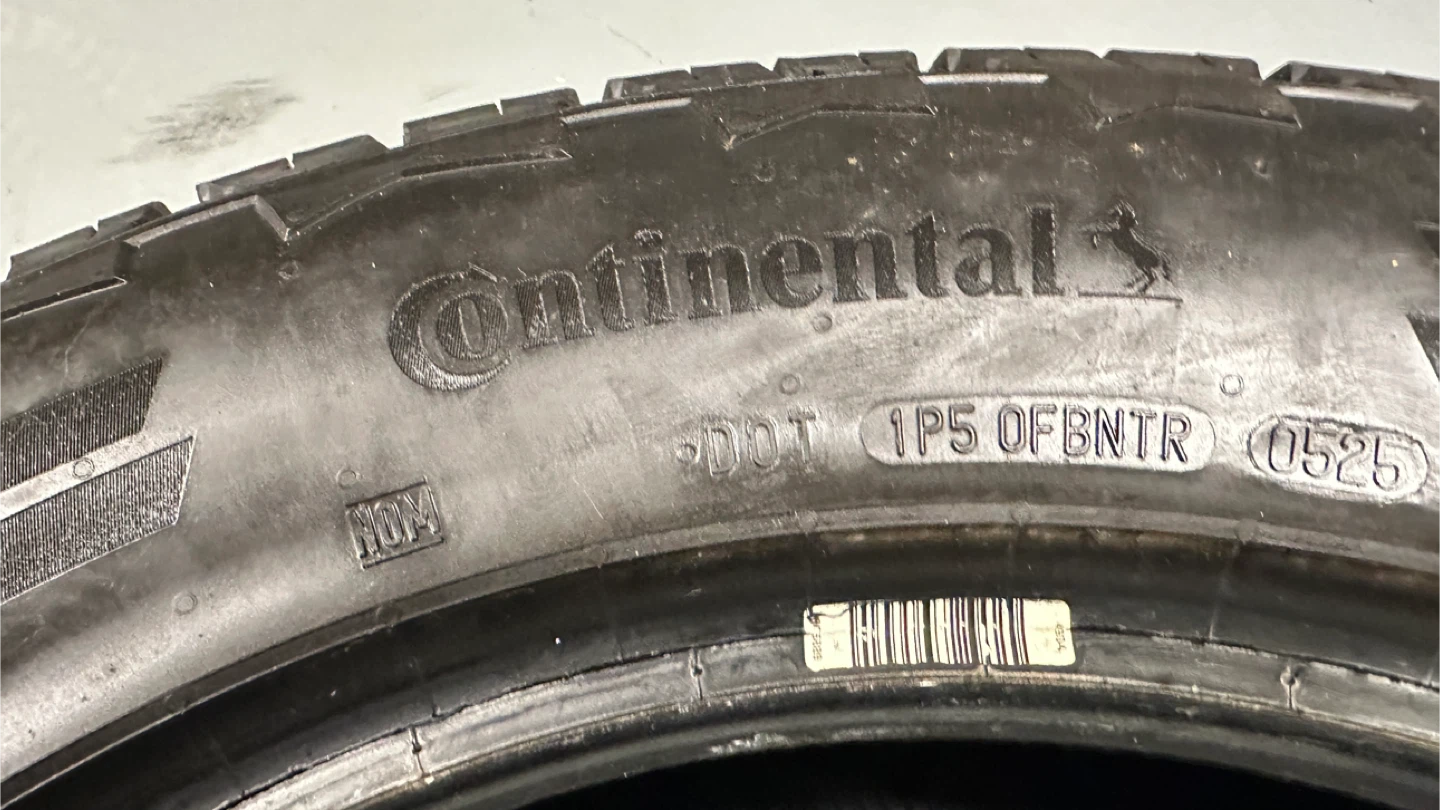 Continental
DOT 1P5 0FBNTR 0525
NOM